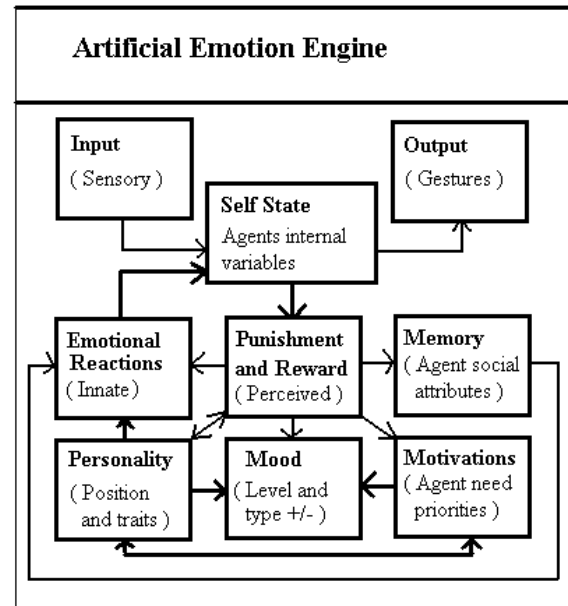 Artificial Emotion Engine
Input
( Sensory )
Output
( Gestures )
Self State
Agents internal
variables
Emotional
Reactions
( Innate )
Punishment
and Reward
( Perceived )
Memory
( Agent social
attributes )
Personality
( Position
and traits )
Mood
( Level and
type +/- )
Motivations
( Agent need
priorities )